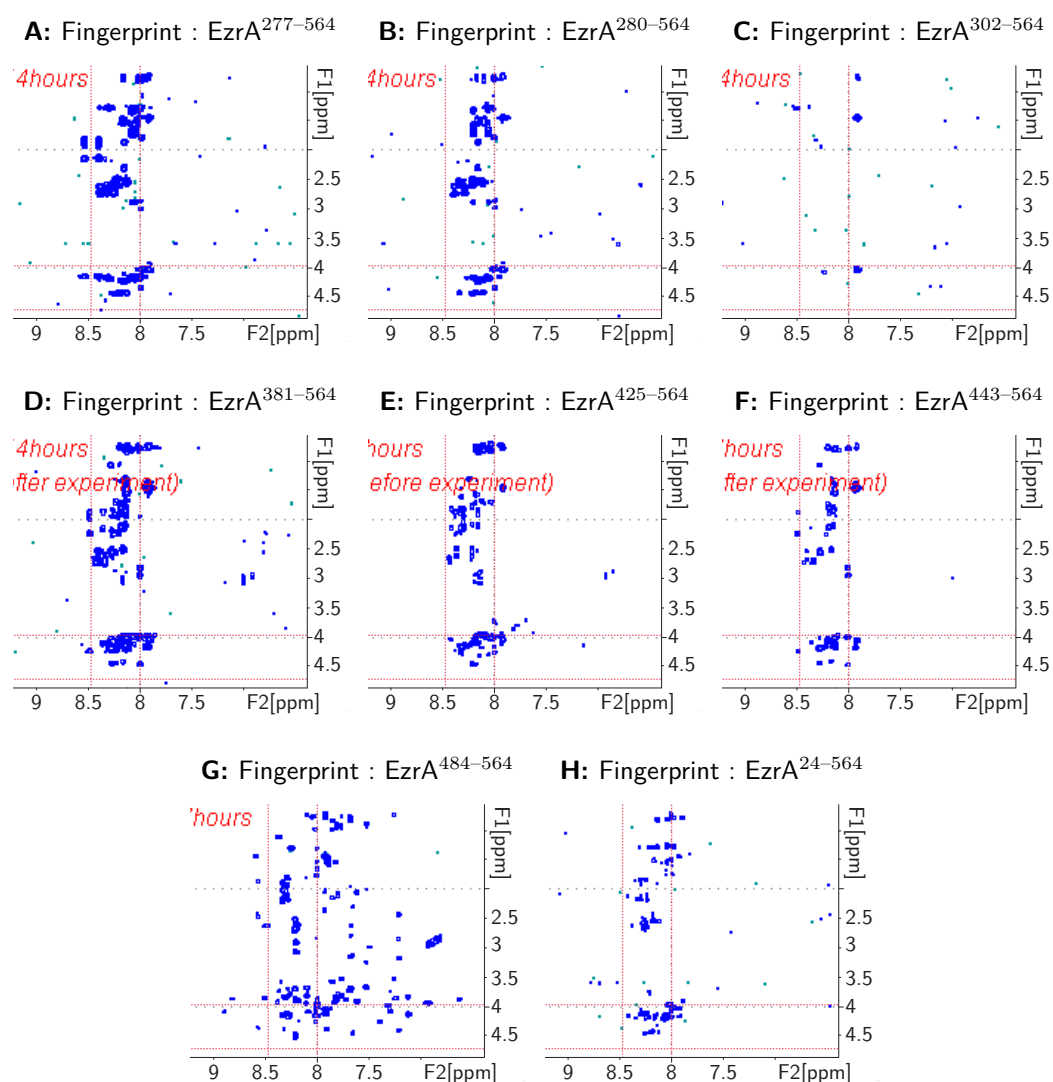 A: Fingerprint : EzrA277–564
B: Fingerprint : EzrA280–564
C: Fingerprint : EzrA302–564
4hours
F1[ppm]
2.5
3
3.5
4
4.5
9 8.5 8 7.5 F2[ppm]
4hours
F1[ppm]
2.5
3
3.5
4
4.5
9 8.5 8 7.5 F2[ppm]
4hours
F1[ppm]
2.5
3
3.5
4
4.5
9 8.5 8 7.5 F2[ppm]
D: Fingerprint : EzrA381–564
E: Fingerprint : EzrA425–564
F: Fingerprint : EzrA443–564
4hours
fter experiment)
F1[ppm]
2.5
3
3.5
4
4.5
9 8.5 8 7.5 F2[ppm]
hours
efore experiment)
F1[ppm]
2.5
3
3.5
4
4.5
9 8.5 8 7.5 F2[ppm]
hours
fter experiment)
F1[ppm]
2.5
3
3.5
4
4.5
9 8.5 8 7.5 F2[ppm]
G: Fingerprint : EzrA484–564
H: Fingerprint : EzrA24–564
hours
F1[ppm]
2.5
3
3.5
4
4.5
9 8.5 8 7.5 F2[ppm]
F1[ppm]
2.5
3
3.5
4
4.5
9 8.5 8 7.5 F2[ppm]